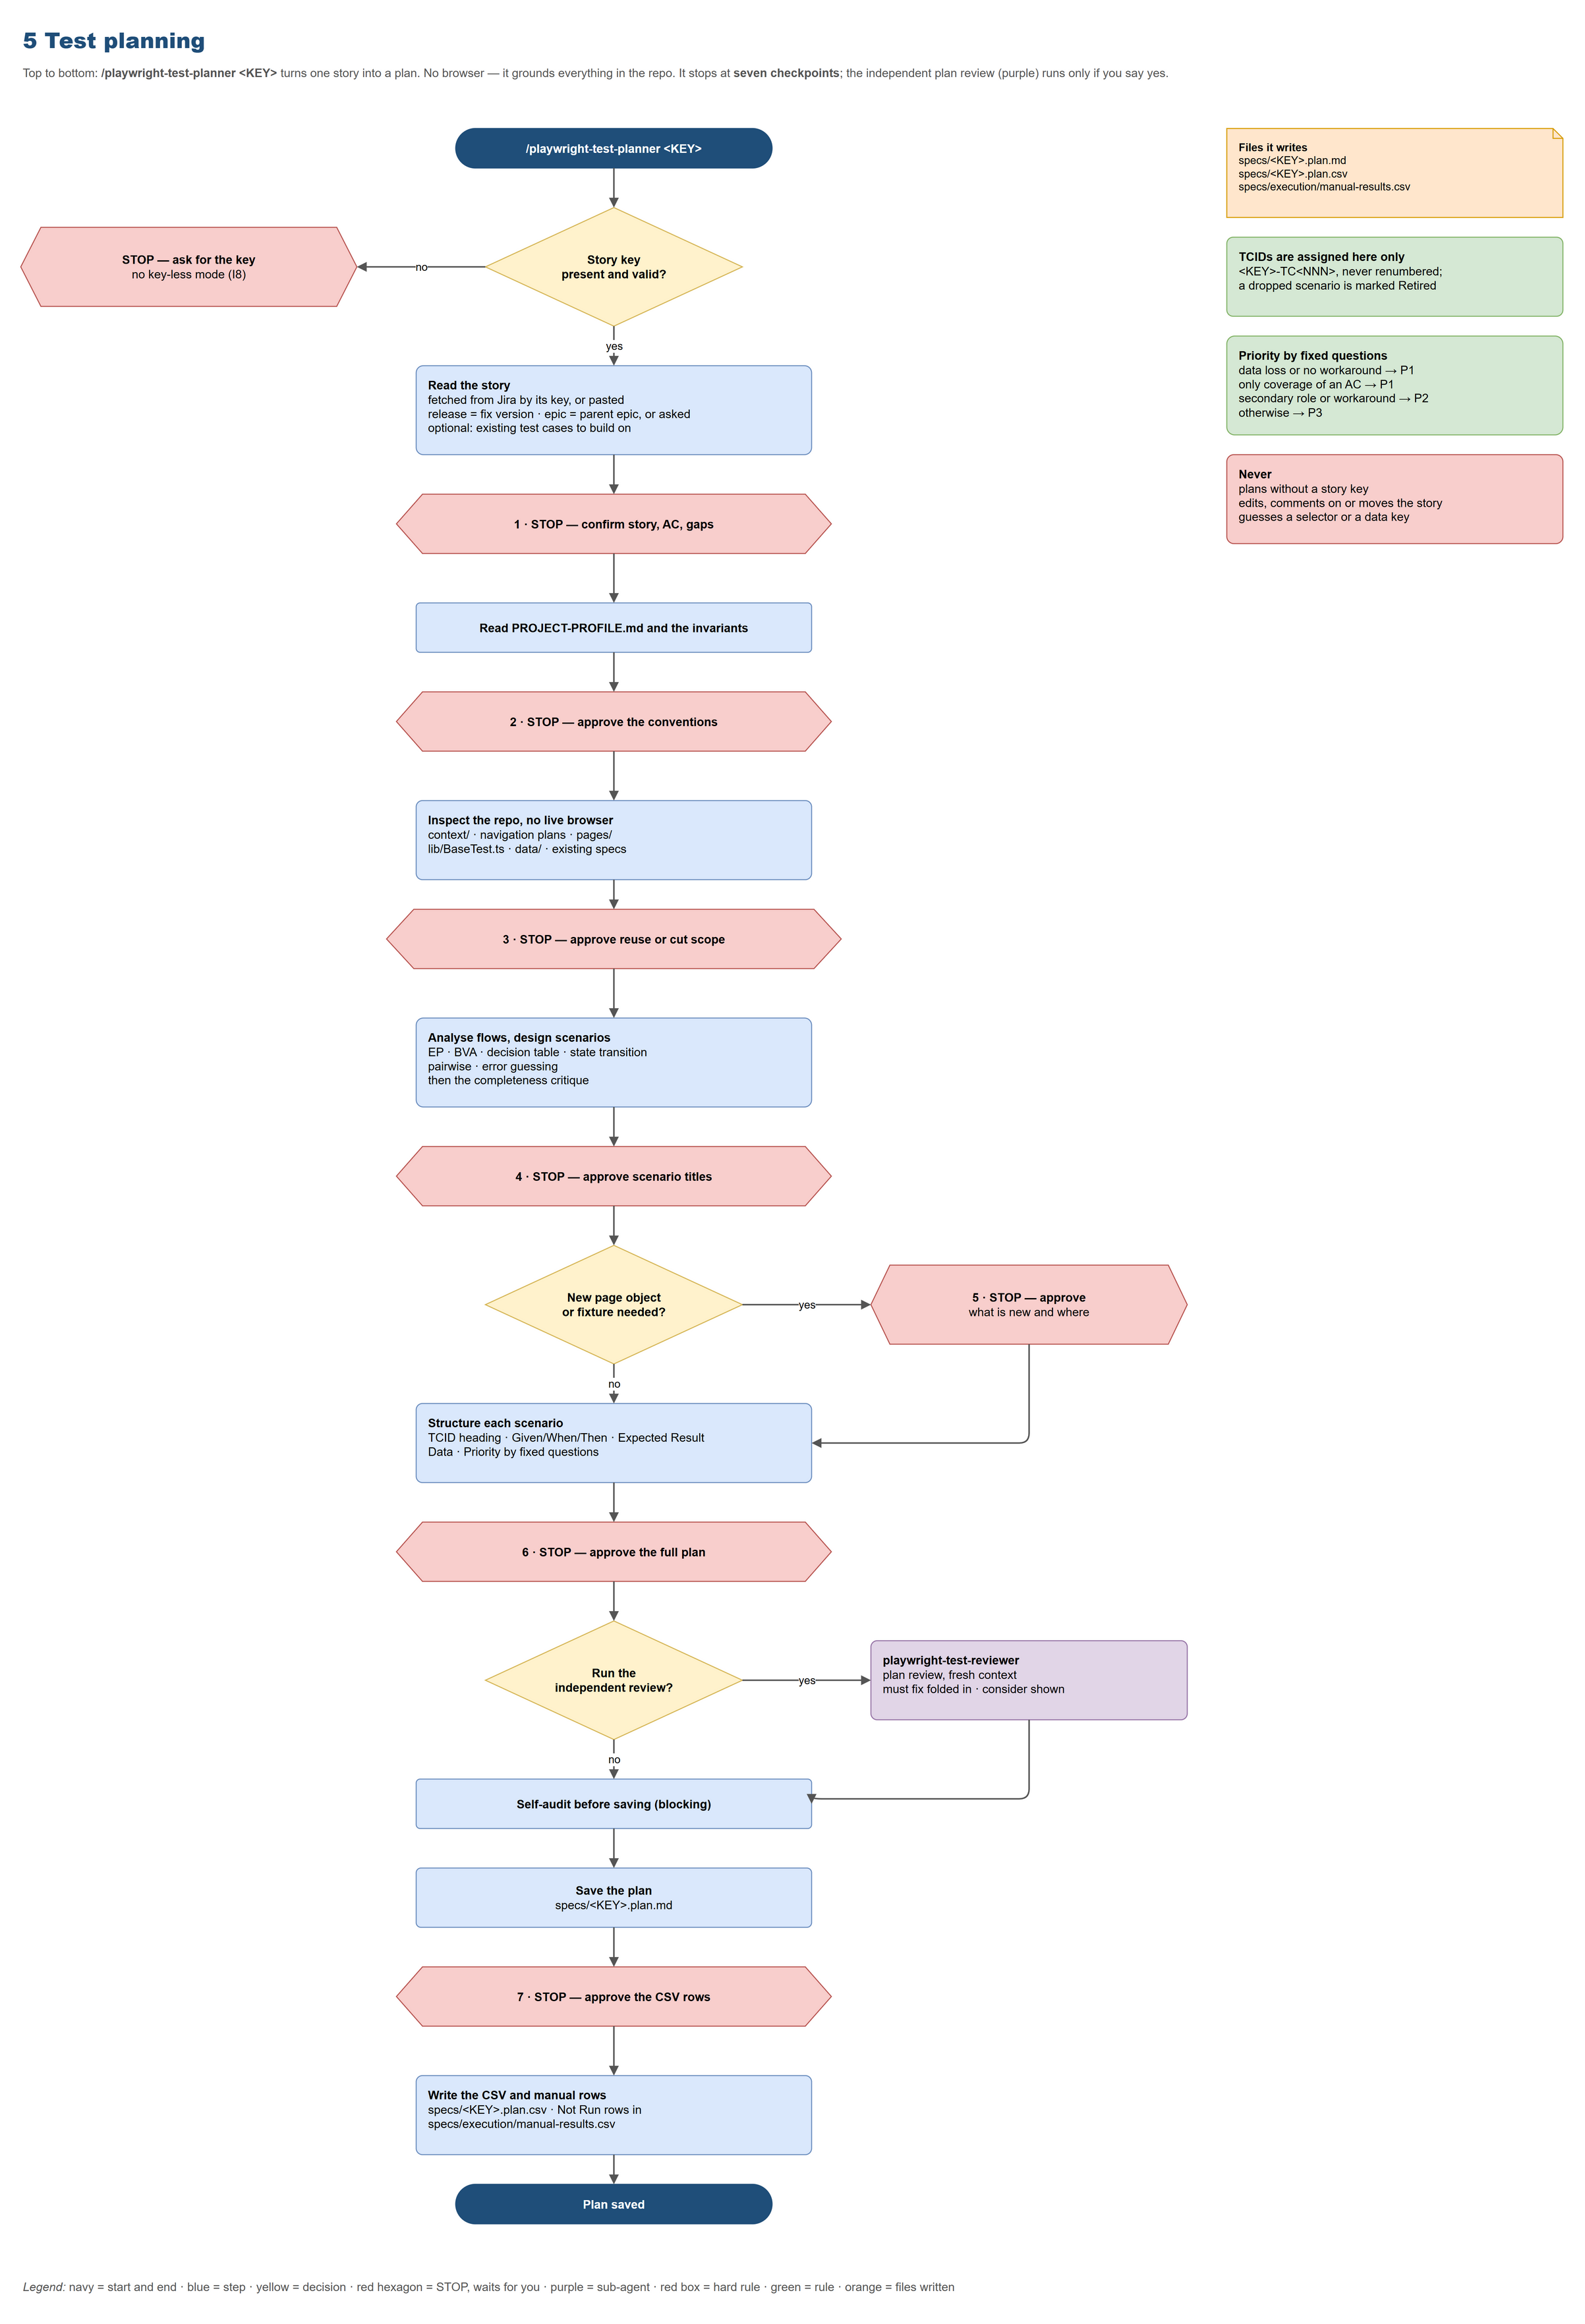 5 Test planning
Top to bottom: /playwright-test-planner <KEY> turns one story into a plan. No browser — it grounds everything in the repo. It stops at seven checkpoints; the independent plan review (purple) runs only if you say yes.
/playwright-test-planner <KEY>
Files it writes
specs/<KEY>.plan.md
specs/<KEY>.plan.csv
specs/execution/manual-results.csv
STOP — ask for the key
no key-less mode (I8)
no
Story key
present and valid?
TCIDs are assigned here only
<KEY>-TC<NNN>, never renumbered;
a dropped scenario is marked Retired
yes
Priority by fixed questions
data loss or no workaround → P1
only coverage of an AC → P1
secondary role or workaround → P2
otherwise → P3
Read the story
fetched from Jira by its key, or pasted
release = fix version · epic = parent epic, or asked
optional: existing test cases to build on
Never
plans without a story key
edits, comments on or moves the story
guesses a selector or a data key
1 · STOP — confirm story, AC, gaps
Read PROJECT-PROFILE.md and the invariants
2 · STOP — approve the conventions
Inspect the repo, no live browser
context/ · navigation plans · pages/
lib/BaseTest.ts · data/ · existing specs
3 · STOP — approve reuse or cut scope
Analyse flows, design scenarios
EP · BVA · decision table · state transition
pairwise · error guessing
then the completeness critique
4 · STOP — approve scenario titles
New page object
or fixture needed?
yes
5 · STOP — approve
what is new and where
no
Structure each scenario
TCID heading · Given/When/Then · Expected Result
Data · Priority by fixed questions
6 · STOP — approve the full plan
Run the
independent review?
yes
playwright-test-reviewer
plan review, fresh context
must fix folded in · consider shown
no
Self-audit before saving (blocking)
Save the plan
specs/<KEY>.plan.md
7 · STOP — approve the CSV rows
Write the CSV and manual rows
specs/<KEY>.plan.csv · Not Run rows in
specs/execution/manual-results.csv
Plan saved
Legend: navy = start and end · blue = step · yellow = decision · red hexagon = STOP, waits for you · purple = sub-agent · red box = hard rule · green = rule · orange = files written